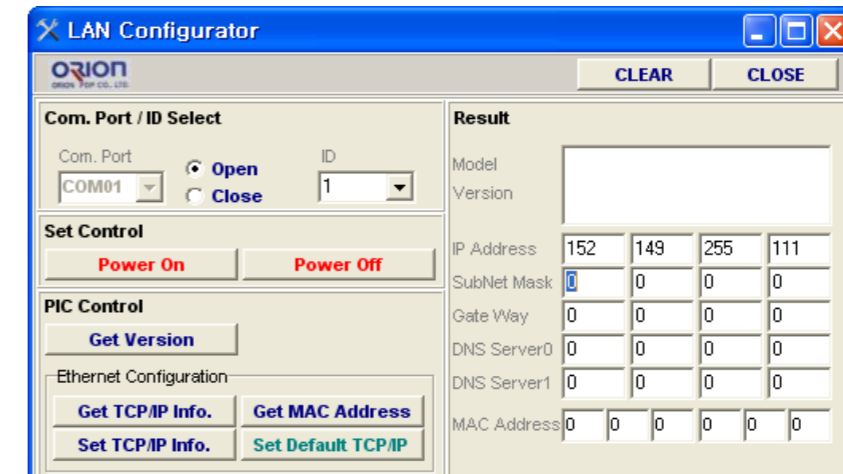 LAN Configurator
ORION
ORION PDP CO., LTD.
CLEAR CLOSE
Com. Port / ID Select
Com. Port
COM01
Open
Close
ID
1
Set Control
Power On Power Off
PIC Control
Get Version
Ethernet Configuration
Get TCP/IP Info. Get MAC Address
Set TCP/IP Info. Set Default TCP/IP
Result
Model
Version
IP Address 152 149 255 111
SubNet Mask 0 0 0 0
Gate Way 0 0 0 0
DNS Server0 0 0 0 0
DNS Server1 0 0 0 0
MAC Address 0 0 0 0 0 0